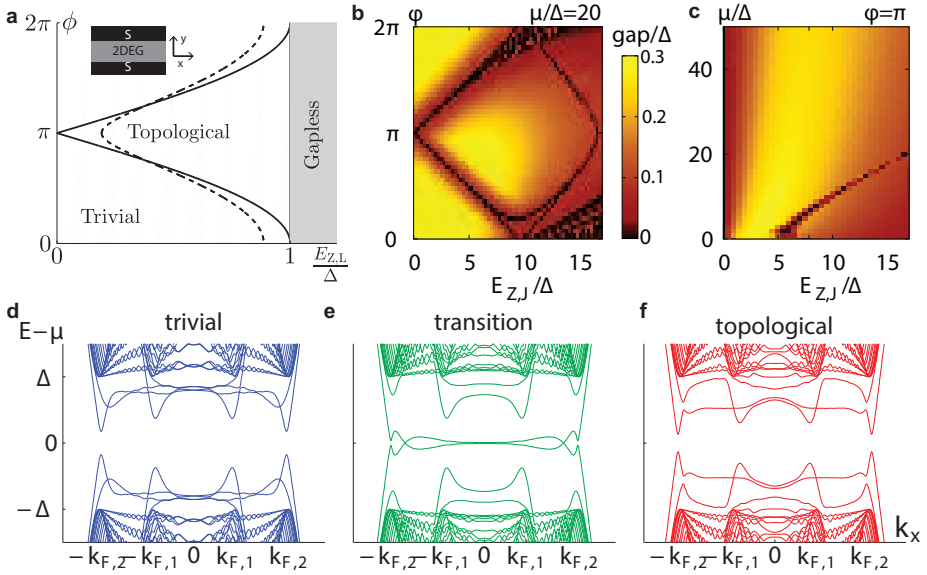 a
2π ϕ
S
2DEG
S
y
x
π
Topological
Trivial
Gapless
0
0
1
E_Z,L
Δ
b
φ
μ/Δ=20
2π
π
0
0
5
10
15
E_Z,J/Δ
gap/Δ
0.3
0.2
0.1
0
c
μ/Δ
φ=π
40
20
0
0
5
10
15
E_Z,J/Δ
d
trivial
E−μ
Δ
0
−Δ
−k_F,2 −k_F,1 0 k_F,1 k_F,2
e
transition
−k_F,2 −k_F,1 0 k_F,1 k_F,2
f
topological
−k_F,2 −k_F,1 0 k_F,1 k_F,2
k_x